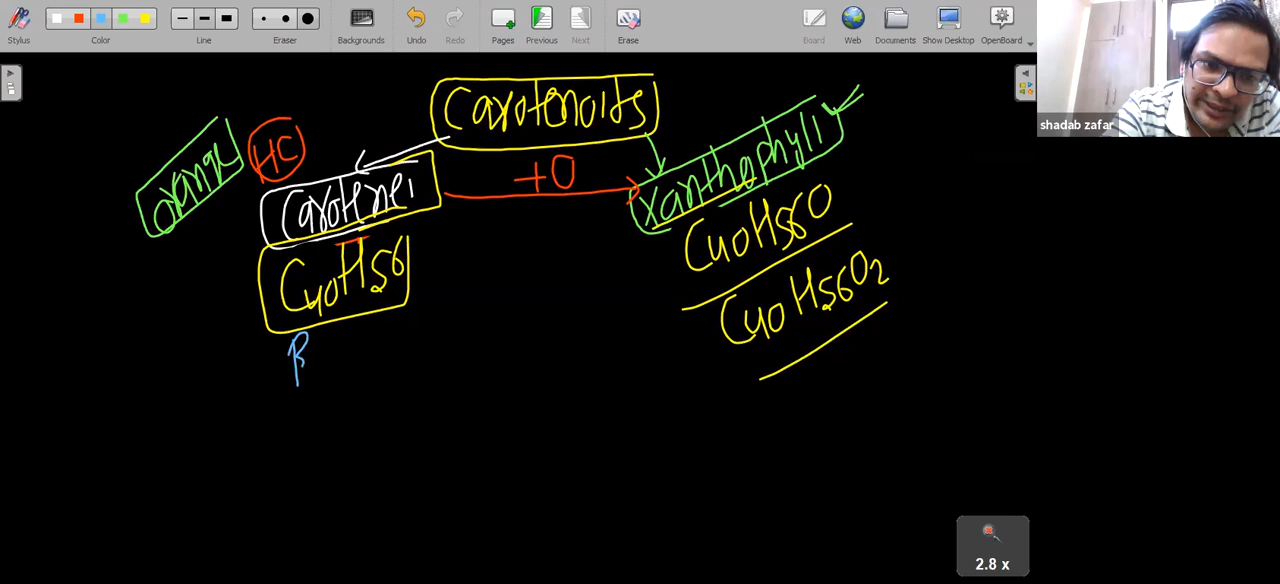 Stylus
Color
Line
Eraser
Backgrounds
Undo
Redo
Pages
Previous
Next
Erase
Board
Web
Documents
Show Desktop
OpenBoard
shadab zafar
Carotenoids
orange
HC
Carotenei
+O
Xanthophyll
C40H56
C40H56O
C40H56O2
β
2.8 x